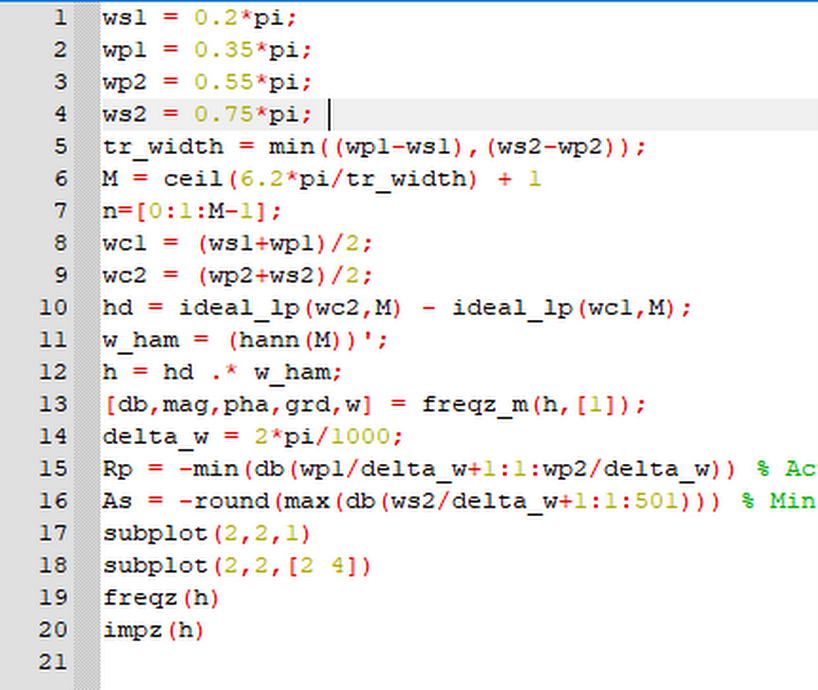 1 ws1 = 0.2*pi;
2 wp1 = 0.35*pi;
3 wp2 = 0.55*pi;
4 ws2 = 0.75*pi;
5 tr_width = min((wp1-ws1),(ws2-wp2));
6 M = ceil(6.2*pi/tr_width) + 1
7 n=[0:1:M-1];
8 wc1 = (ws1+wp1)/2;
9 wc2 = (wp2+ws2)/2;
10 hd = ideal_lp(wc2,M) - ideal_lp(wc1,M);
11 w_ham = (hann(M))';
12 h = hd .* w_ham;
13 [db,mag,pha,grd,w] = freqz_m(h,[1]);
14 delta_w = 2*pi/1000;
15 Rp = -min(db(wp1/delta_w+1:1:wp2/delta_w)) % Ac
16 As = -round(max(db(ws2/delta_w+1:1:501))) % Min
17 subplot(2,2,1)
18 subplot(2,2,[2 4])
19 freqz(h)
20 impz(h)
21